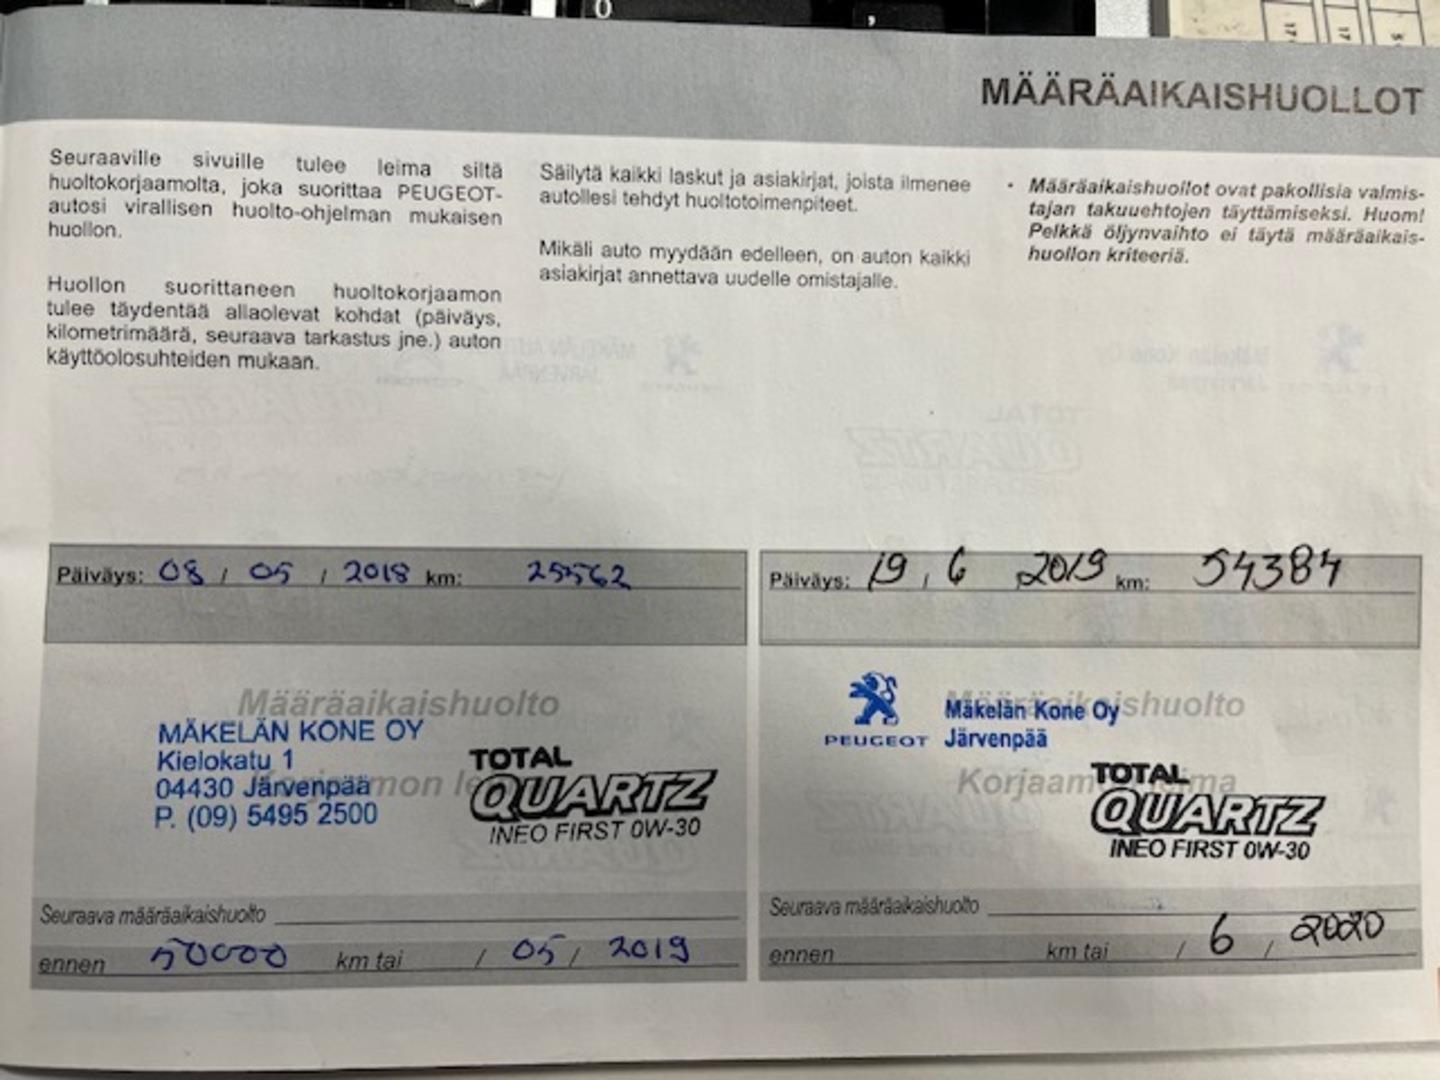 MÄÄRÄAIKAISHUOLLOT
Seuraaville sivuille tulee leima siltä
huoltokorjaamolta, joka suorittaa PEUGEOT-
autosi virallisen huolto-ohjelman mukaisen
huollon.
Huollon suorittaneen huoltokorjaamon
tulee täydentää allaolevat kohdat (päiväys,
kilometrimäärä, seuraava tarkastus jne.) auton
käyttöolosuhteiden mukaan.
Säilytä kaikki laskut ja asiakirjat, joista ilmenee
autollesi tehdyt huoltotoimenpiteet.
Mikäli auto myydään edelleen, on auton kaikki
asiakirjat annettava uudelle omistajalle.
• Määräaikaishuollot ovat pakollisia valmis-
tajan takuuehtojen täyttämiseksi. Huom!
Pelkkä öljynvaihto ei täytä määräaikais-
huollon kriteeriä.
Päiväys: 08 / 05 / 2018 km: 25562
Määräaikaishuolto
MÄKELÄN KONE OY
Kielokatu 1
04430 Järvenpää
P. (09) 5495 2500
Korjaamon
TOTAL
QUARTZ
INEO FIRST 0W-30
Seuraava määräaikaishuolto
ennen 50000 km tai / 05 / 2019
Päiväys: 19 / 6 2019 km: 54384
Määräaikaishuolto
PEUGEOT
Mäkelän Kone Oy
Järvenpää
Korjaamon leima
TOTAL
QUARTZ
INEO FIRST 0W-30
Seuraava määräaikaishuolto
ennen km tai / 6 / 2020